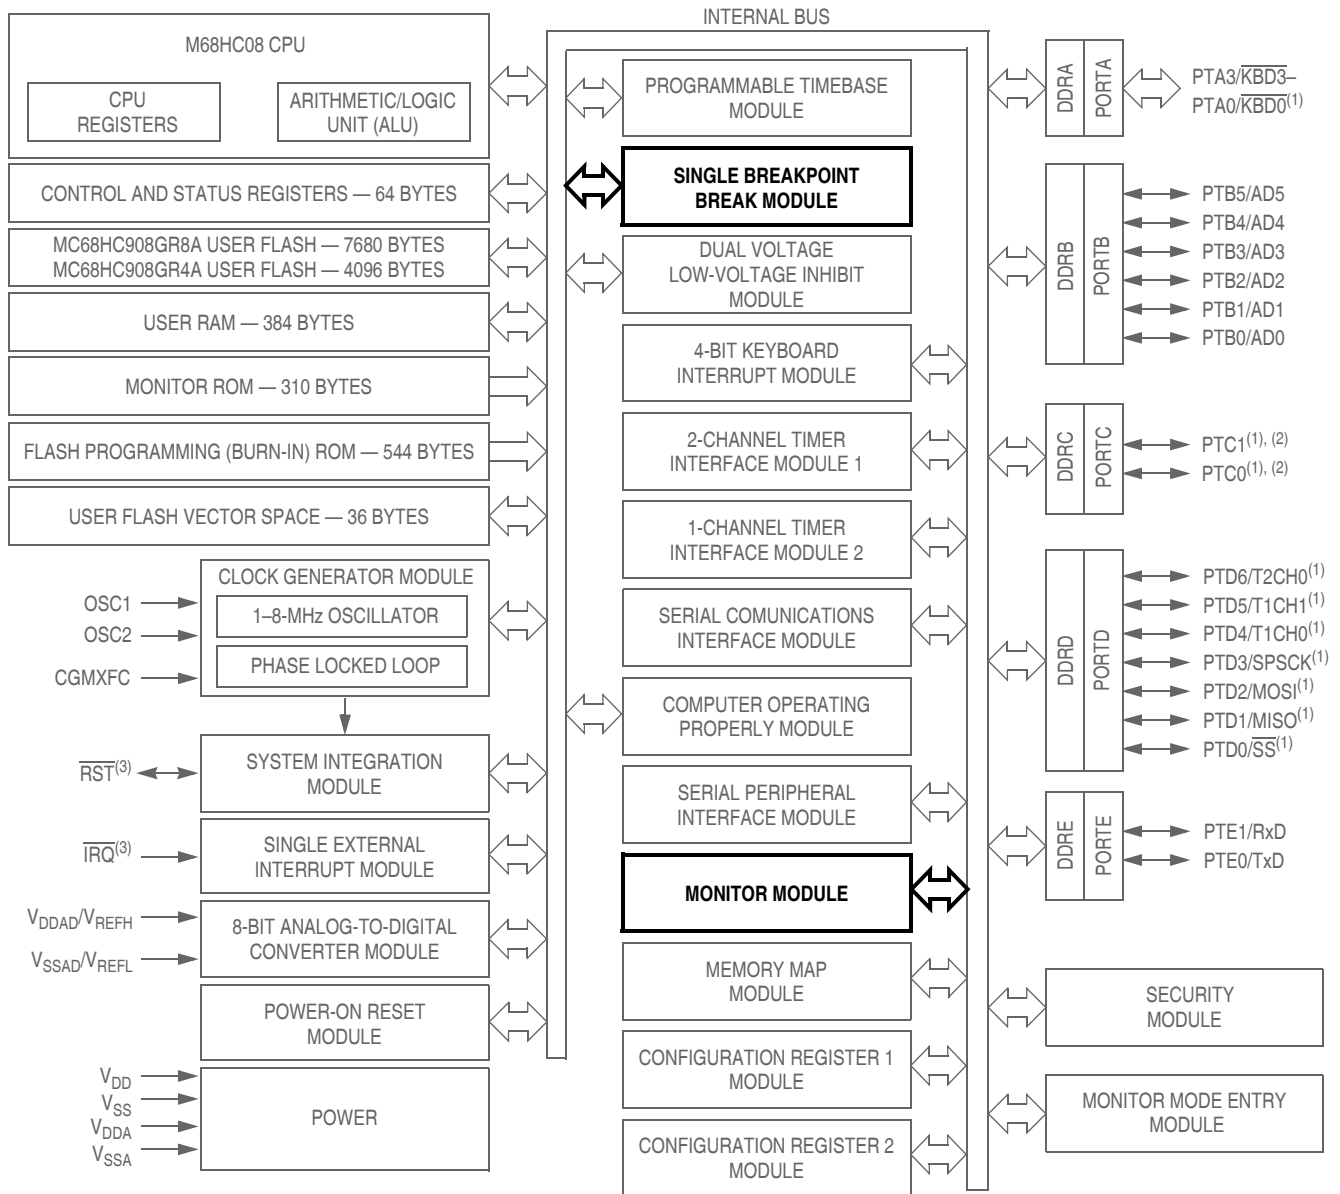 INTERNAL BUS
M68HC08 CPU
CPU
REGISTERS
ARITHMETIC/LOGIC
UNIT (ALU)
CONTROL AND STATUS REGISTERS — 64 BYTES
MC68HC908GR8A USER FLASH — 7680 BYTES
MC68HC908GR4A USER FLASH — 4096 BYTES
USER RAM — 384 BYTES
MONITOR ROM — 310 BYTES
FLASH PROGRAMMING (BURN-IN) ROM — 544 BYTES
USER FLASH VECTOR SPACE — 36 BYTES
CLOCK GENERATOR MODULE
1–8-MHz OSCILLATOR
PHASE LOCKED LOOP
OSC1
OSC2
CGMXFC
SYSTEM INTEGRATION
MODULE
RST(3)
SINGLE EXTERNAL
INTERRUPT MODULE
IRQ(3)
8-BIT ANALOG-TO-DIGITAL
CONVERTER MODULE
VDDAD/VREFH
VSSAD/VREFL
POWER-ON RESET
MODULE
POWER
VDD
VSS
VDDA
VSSA
PROGRAMMABLE TIMEBASE
MODULE
SINGLE BREAKPOINT
BREAK MODULE
DUAL VOLTAGE
LOW-VOLTAGE INHIBIT
MODULE
4-BIT KEYBOARD
INTERRUPT MODULE
2-CHANNEL TIMER
INTERFACE MODULE 1
1-CHANNEL TIMER
INTERFACE MODULE 2
SERIAL COMUNICATIONS
INTERFACE MODULE
COMPUTER OPERATING
PROPERLY MODULE
SERIAL PERIPHERAL
INTERFACE MODULE
MONITOR MODULE
MEMORY MAP
MODULE
CONFIGURATION REGISTER 1
MODULE
CONFIGURATION REGISTER 2
MODULE
DDRA
PORTA
PTA3/KBD3–
PTA0/KBD0(1)
DDRB
PORTB
PTB5/AD5
PTB4/AD4
PTB3/AD3
PTB2/AD2
PTB1/AD1
PTB0/AD0
DDRC
PORTC
PTC1(1), (2)
PTC0(1), (2)
DDRD
PORTD
PTD6/T2CH0(1)
PTD5/T1CH1(1)
PTD4/T1CH0(1)
PTD3/SPSCK(1)
PTD2/MOSI(1)
PTD1/MISO(1)
PTD0/SS(1)
DDRE
PORTE
PTE1/RxD
PTE0/TxD
SECURITY
MODULE
MONITOR MODE ENTRY
MODULE